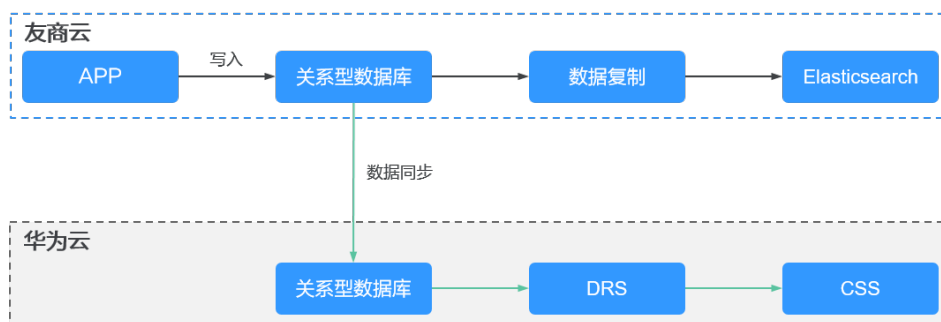 友商云
APP
写入
关系型数据库
数据复制
Elasticsearch
数据同步
华为云
关系型数据库
DRS
CSS